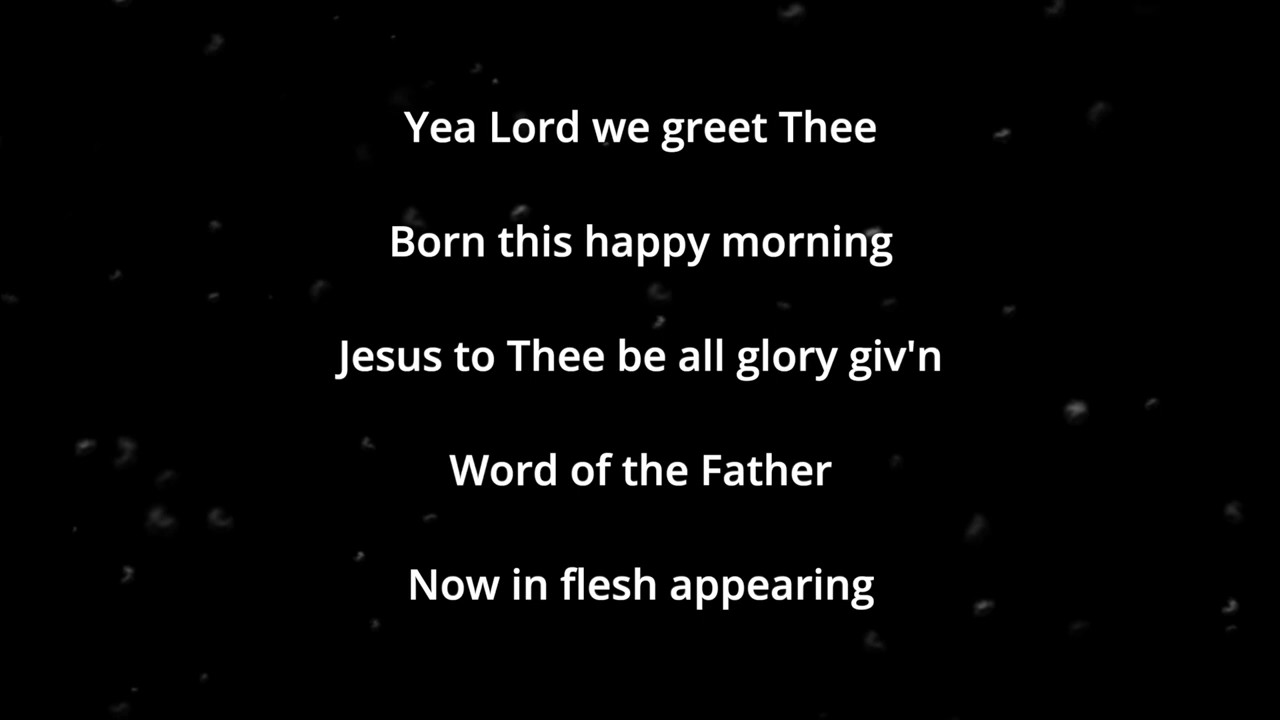 Yea Lord we greet Thee
Born this happy morning
Jesus to Thee be all glory giv'n
Word of the Father
Now in flesh appearing